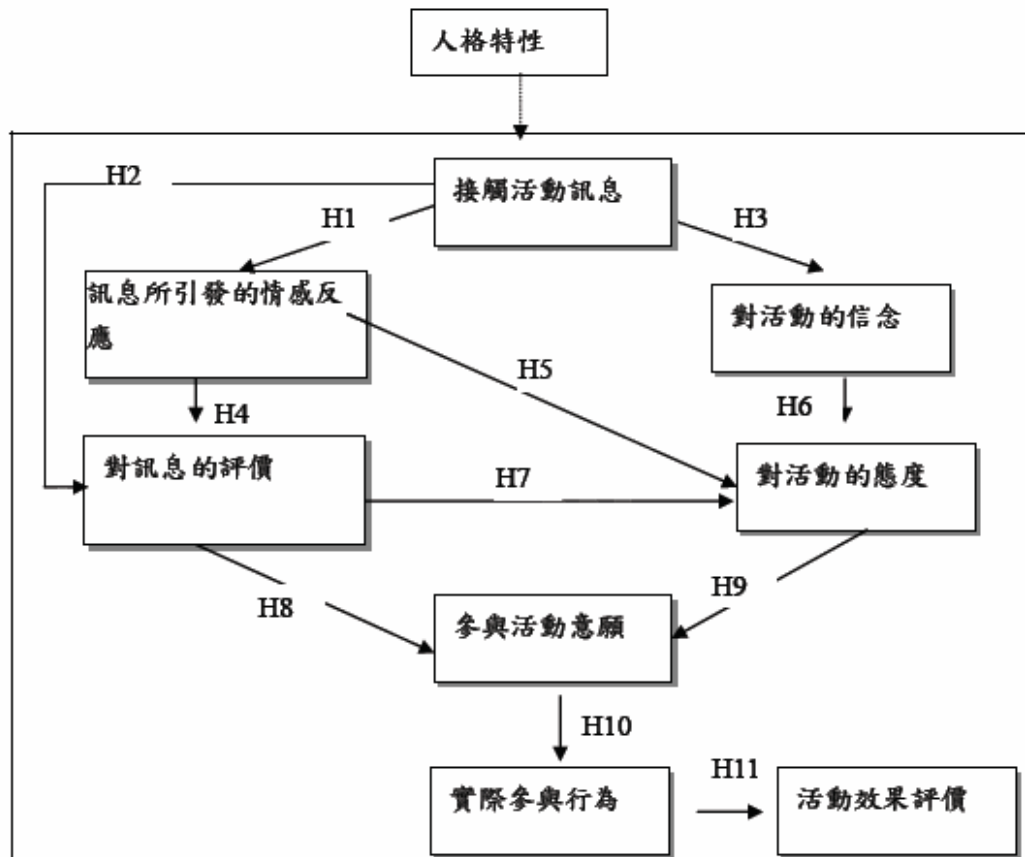 人格特性
H2
接觸活動訊息
H1
H3
訊息所引發的情感反
應
對活動的信念
H5
H4
H6
對訊息的評價
H7
對活動的態度
H8
H9
參與活動意願
H10
H11
實際參與行為
活動效果評價